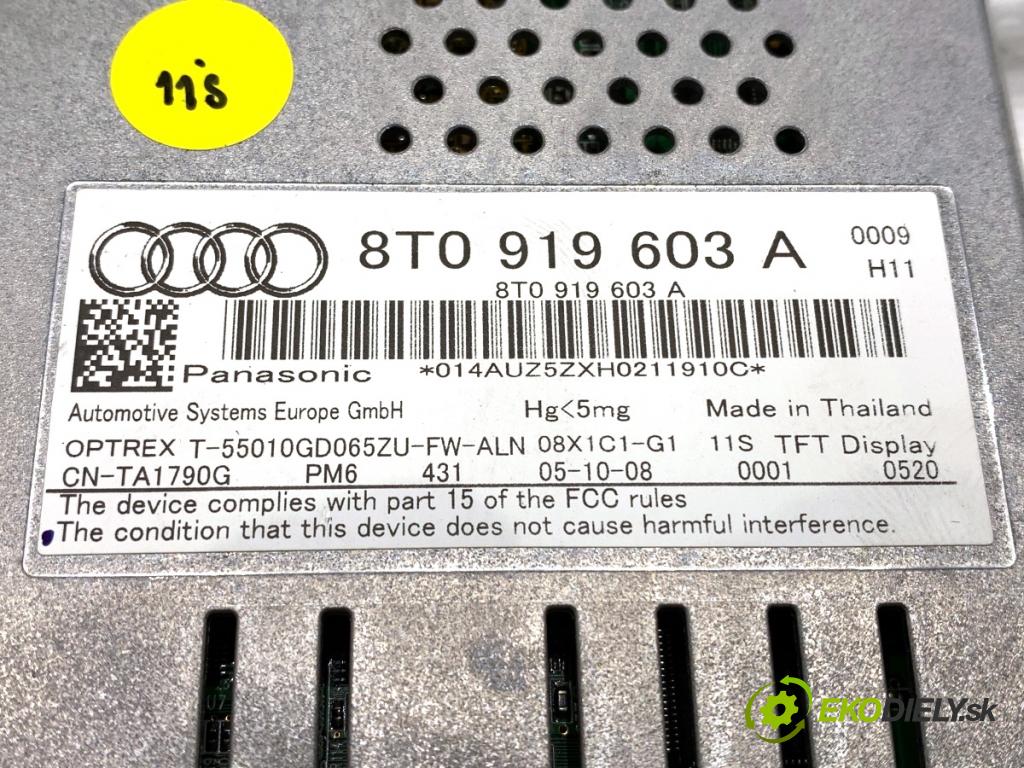 11s
8T0 919 603 A 0009
H11
8T0 919 603 A
Panasonic *014AUZ5ZXH0211910C*
Automotive Systems Europe GmbH Hg<5mg Made in Thailand
OPTREX T-55010GD065ZU-FW-ALN 08X1C1-G1 11S TFT Display
CN-TA1790G PM6 431 05-10-08 0001 0520
The device complies with part 15 of the FCC rules
The condition that this device does not cause harmful interference.
EKODIELY.sk